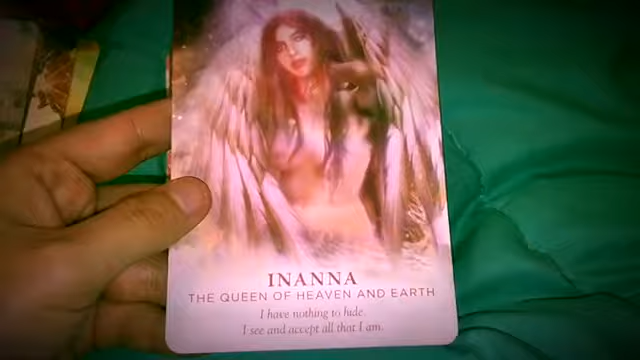 INANNA
THE QUEEN OF HEAVEN AND EARTH
I have nothing to hide.
I see and accept all that I am.